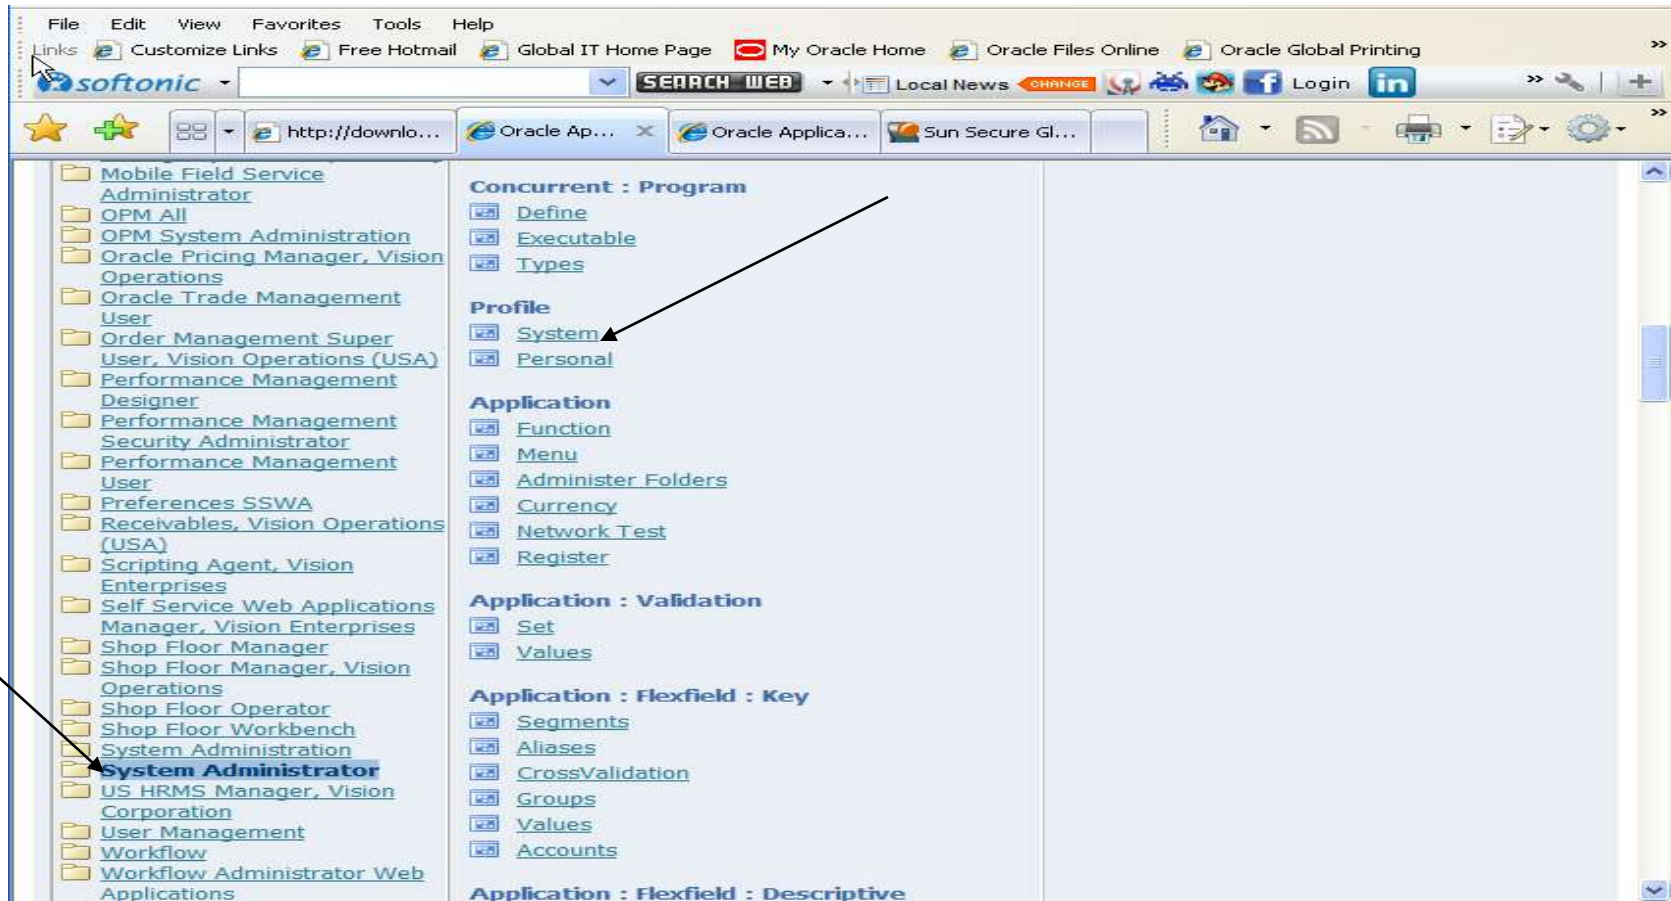 File Edit View Favorites Tools Help
Links Customize Links Free Hotmail Global IT Home Page My Oracle Home Oracle Files Online Oracle Global Printing »
softonic SEARCH WEB Local News CHANGE Login in »
http://downlo... Oracle Ap... Oracle Applica... Sun Secure Gl... »
Mobile Field Service
Administrator
OPM All
OPM System Administration
Oracle Pricing Manager, Vision
Operations
Oracle Trade Management
User
Order Management Super
User, Vision Operations (USA)
Performance Management
Designer
Performance Management
Security Administrator
Performance Management
User
Preferences SSWA
Receivables, Vision Operations
(USA)
Scripting Agent, Vision
Enterprises
Self Service Web Applications
Manager, Vision Enterprises
Shop Floor Manager
Shop Floor Manager, Vision
Operations
Shop Floor Operator
Shop Floor Workbench
System Administration
System Administrator
US HRMS Manager, Vision
Corporation
User Management
Workflow
Workflow Administrator Web
Applications
Concurrent : Program
Define
Executable
Types
Profile
System
Personal
Application
Function
Menu
Administer Folders
Currency
Network Test
Register
Application : Validation
Set
Values
Application : Flexfield : Key
Segments
Aliases
CrossValidation
Groups
Values
Accounts
Application : Flexfield : Descriptive